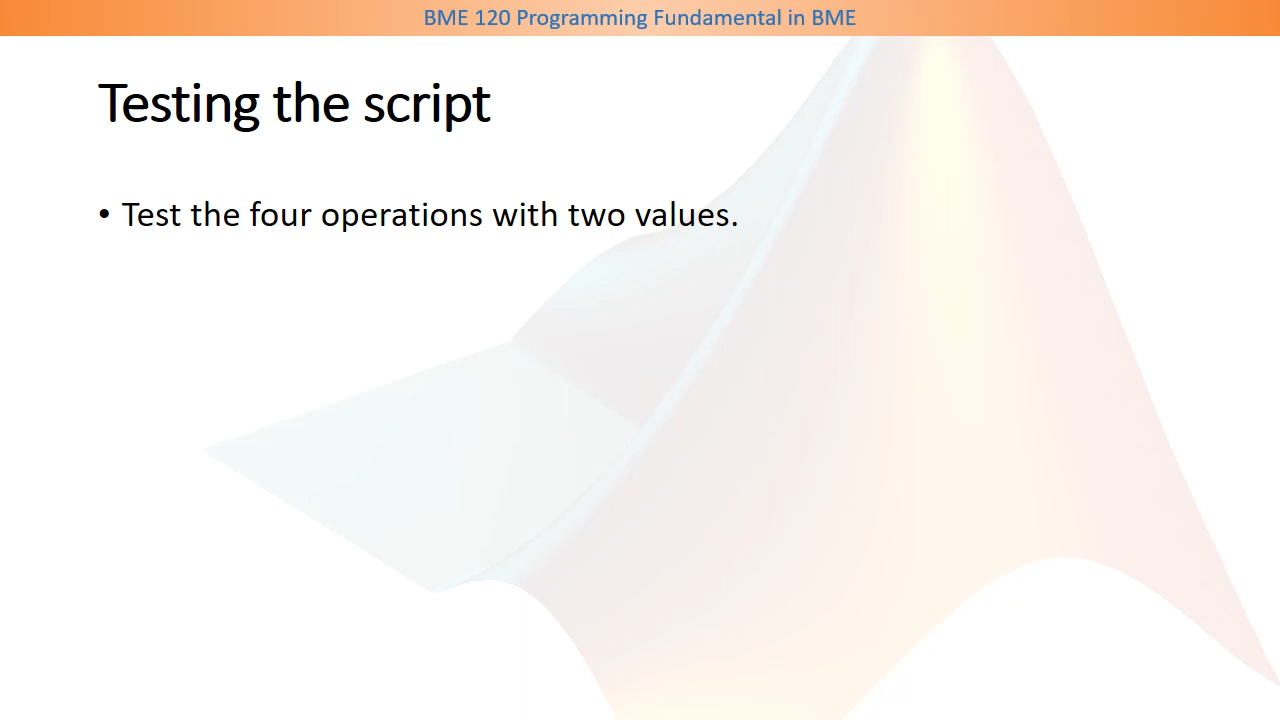 BME 120 Programming Fundamental in BME
Testing the script
• Test the four operations with two values.